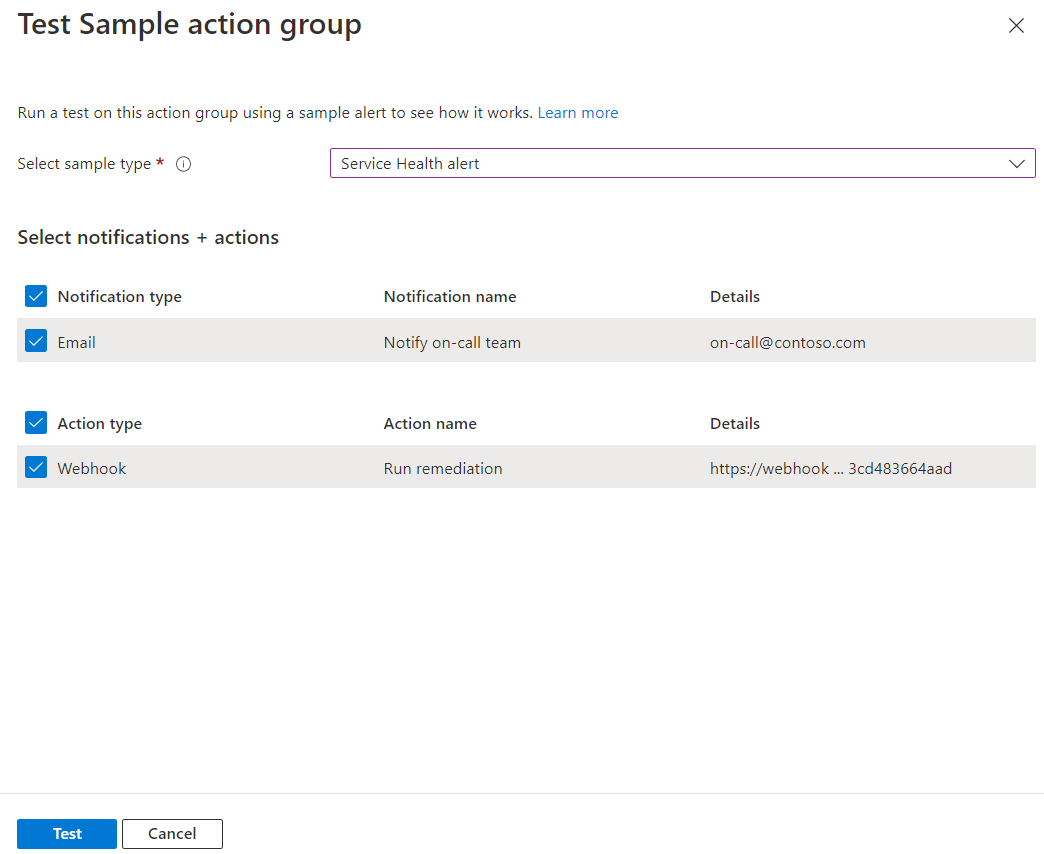 Test Sample action group
Run a test on this action group using a sample alert to see how it works. Learn more
Select sample type * Service Health alert
Select notifications + actions
Notification type Notification name Details
Email Notify on-call team on-call@contoso.com
Action type Action name Details
Webhook Run remediation https://webhook ... 3cd483664aad
Test Cancel